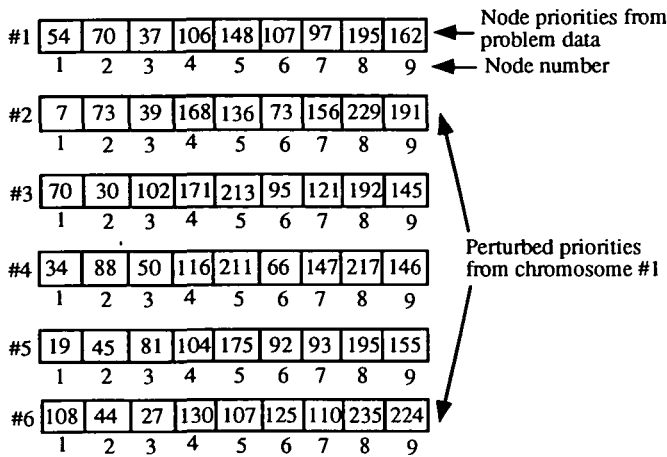 #1 54 70 37 106 148 107 97 195 162
1 2 3 4 5 6 7 8 9
Node priorities from
problem data
Node number
#2 7 73 39 168 136 73 156 229 191
1 2 3 4 5 6 7 8 9
#3 70 30 102 171 213 95 121 192 145
1 2 3 4 5 6 7 8 9
#4 34 88 50 116 211 66 147 217 146
1 2 3 4 5 6 7 8 9
Perturbed priorities
from chromosome #1
#5 19 45 81 104 175 92 93 195 155
1 2 3 4 5 6 7 8 9
#6 108 44 27 130 107 125 110 235 224
1 2 3 4 5 6 7 8 9